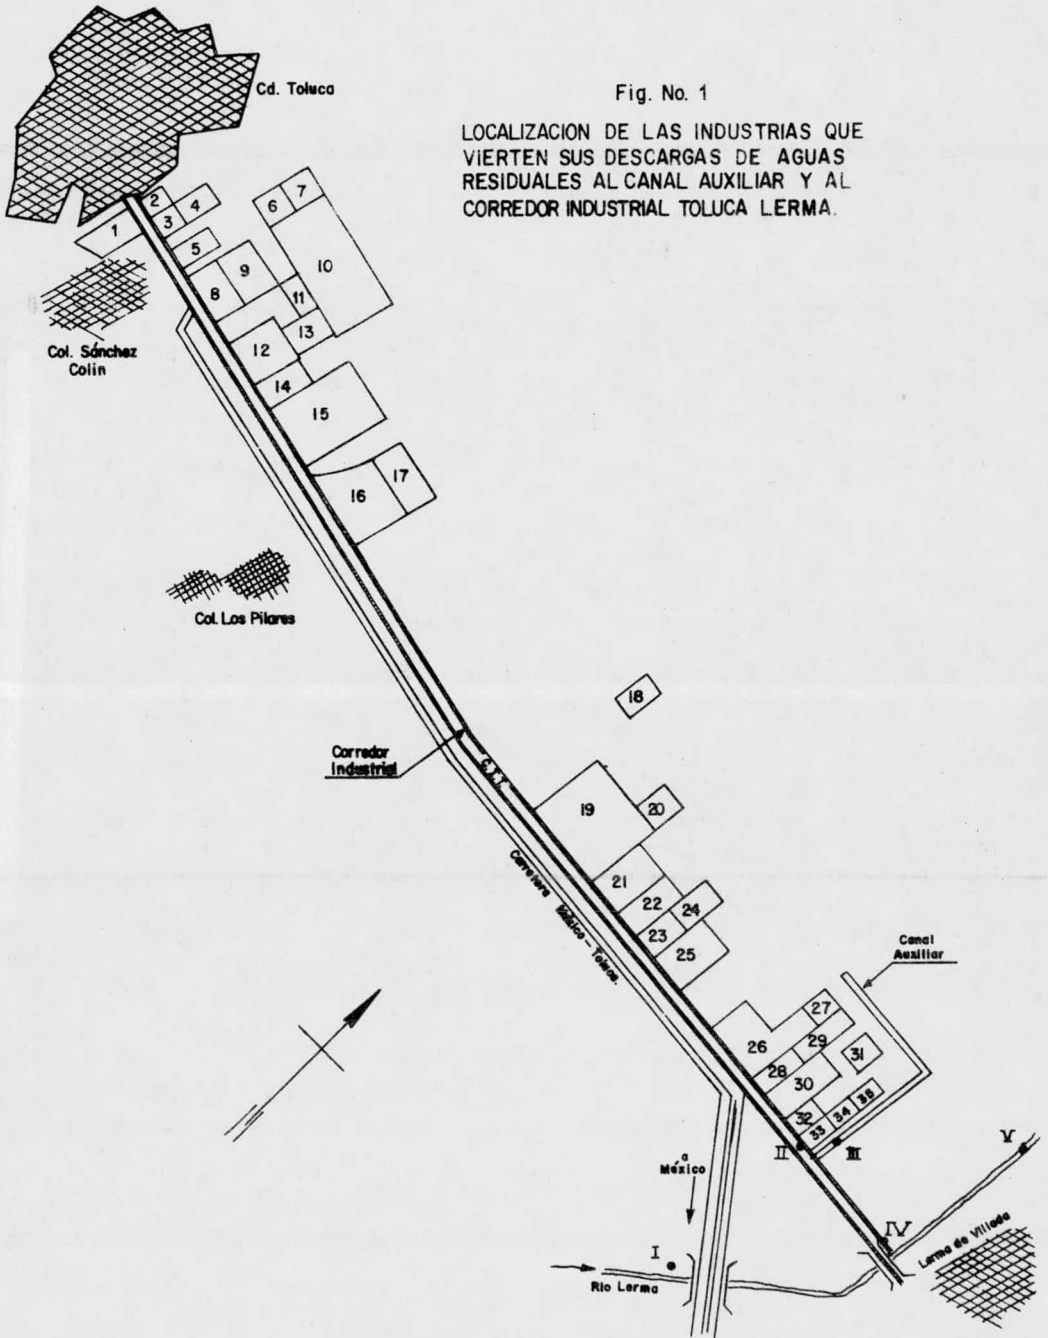 Cd. Toluca
Fig. No. 1
LOCALIZACION DE LAS INDUSTRIAS QUE
VIERTEN SUS DESCARGAS DE AGUAS
RESIDUALES AL CANAL AUXILIAR Y AL
CORREDOR INDUSTRIAL TOLUCA LERMA.
1
2
3
4
5
6
7
8
9
10
11
12
13
14
15
16
17
Col. Sánchez
Colin
Col. Los Pilares
18
Corredor
Industrial
C.I.T.
19
20
21
22
23
24
25
Carretera México - Toluca.
Canal
Auxiliar
26
27
28
29
30
31
32
33
34
35
II
III
V
a
México
IV
I
Rio Lerma
Lerma de Villada